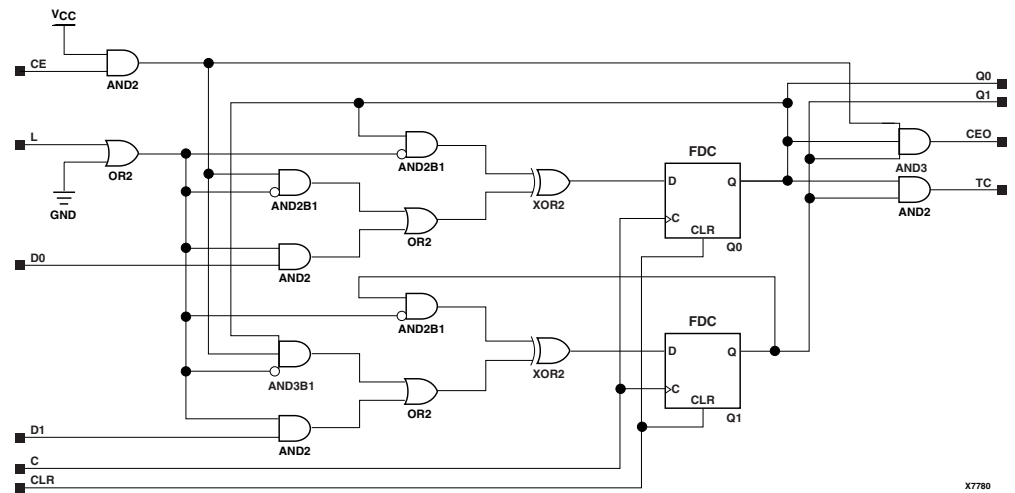 VCC
CE
AND2
Q0
Q1
L
OR2
GND
AND2B1
FDC
CEO
AND3
AND2B1
XOR2
D
Q
TC
AND2
OR2
C
CLR
Q0
D0
AND2
AND2B1
FDC
XOR2
D
Q
AND3B1
OR2
C
CLR
Q1
D1
AND2
C
CLR
X7780